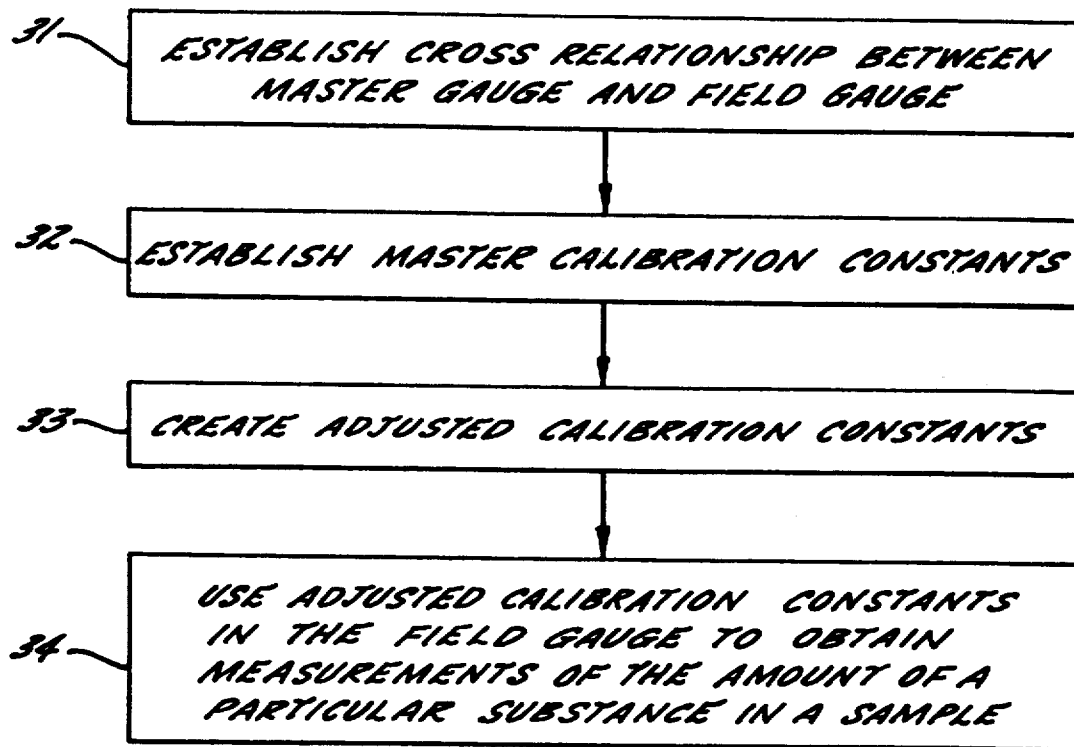 31
ESTABLISH CROSS RELATIONSHIP BETWEEN
MASTER GAUGE AND FIELD GAUGE
32
ESTABLISH MASTER CALIBRATION CONSTANTS
33
CREATE ADJUSTED CALIBRATION CONSTANTS
34
USE ADJUSTED CALIBRATION CONSTANTS
IN THE FIELD GAUGE TO OBTAIN
MEASUREMENTS OF THE AMOUNT OF A
PARTICULAR SUBSTANCE IN A SAMPLE